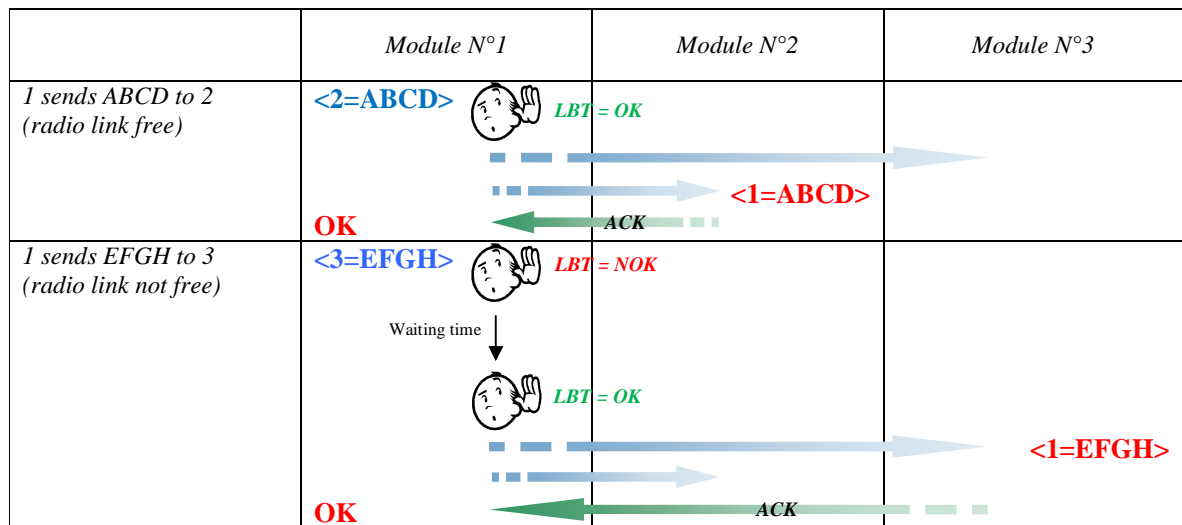 Module N°1
Module N°2
Module N°3
1 sends ABCD to 2
(radio link free)
<2=ABCD>
LBT = OK
<1=ABCD>
OK
ACK
1 sends EFGH to 3
(radio link not free)
<3=EFGH>
LBT = NOK
Waiting time
LBT = OK
<1=EFGH>
OK
ACK